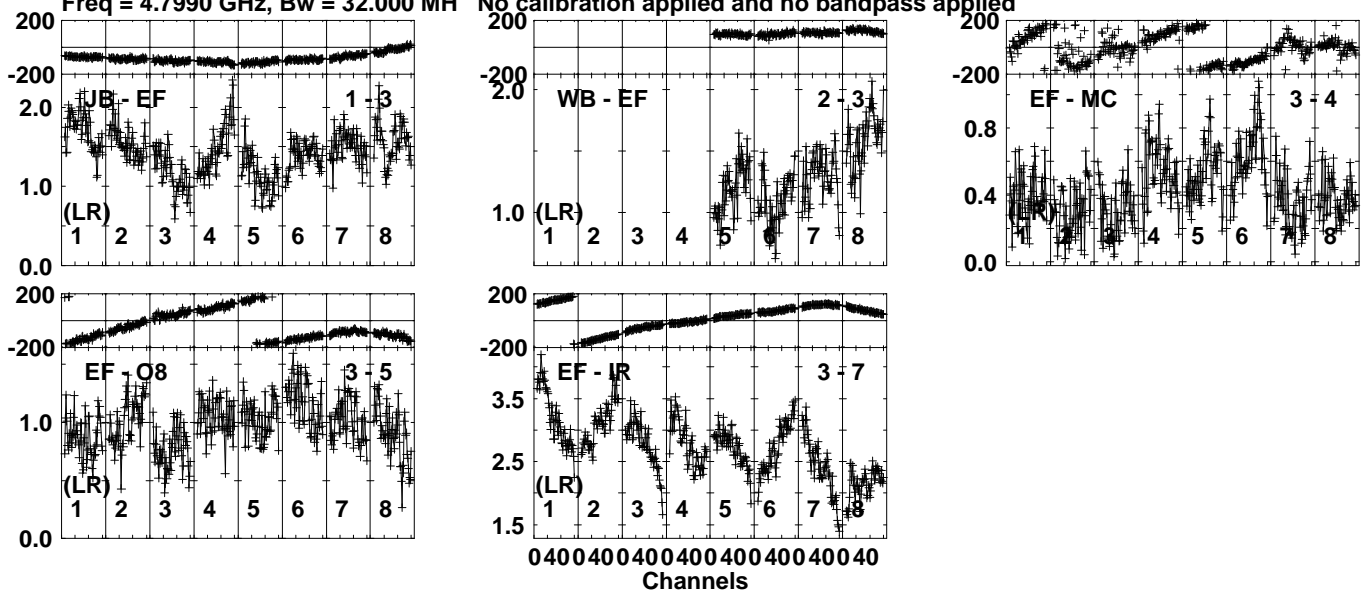 Freq = 4.7990 GHz, Bw = 32.000 MH No calibration applied and no bandpass applied
200
-200
JB - EF 1 - 3
2.0
1.0
0.0
(LR)
1 2 3 4 5 6 7 8
WB - EF 2 - 3
2.0
1.0
(LR)
1 2 3 4 5 6 7 8
200
-200
EF - MC 3 - 4
0.8
0.4
0.0
(LR)
1 2 3 4 5 6 7 8
200
-200
EF - O8 3 - 5
1.0
0.0
(LR)
1 2 3 4 5 6 7 8
200
-200
EF - IR 3 - 7
3.5
2.5
1.5
(LR)
1 2 3 4 5 6 7 8
0 40 0 40 0 40 0 40 0 40 0 40 0 40 0 40
Channels